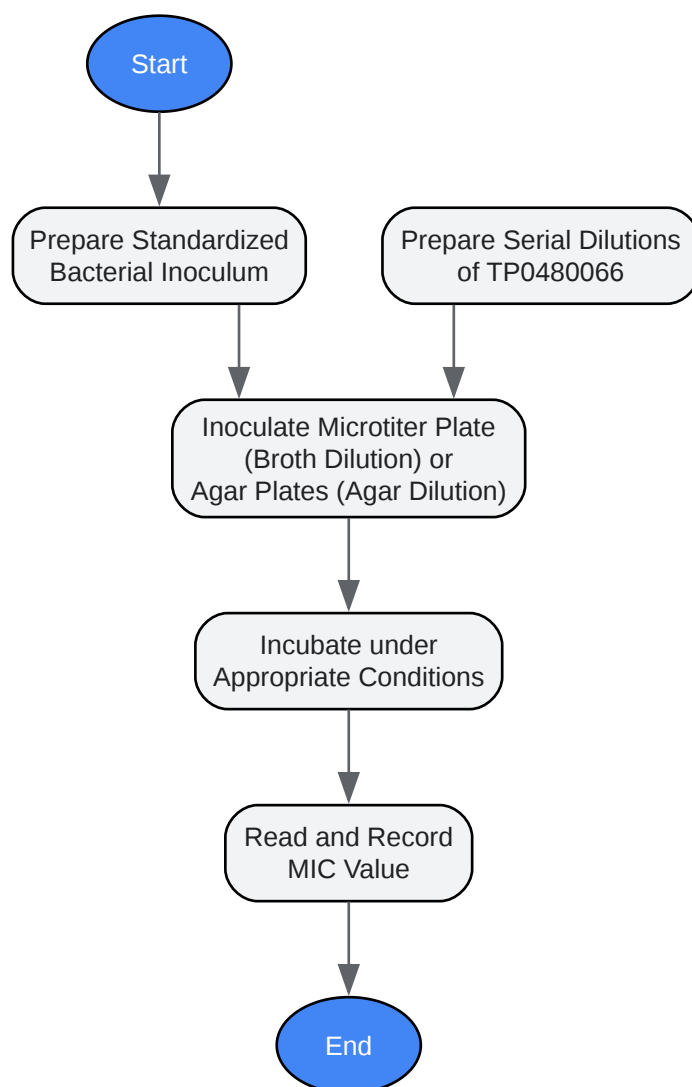 Start
Prepare Standardized
Bacterial Inoculum
Prepare Serial Dilutions
of TP0480066
Inoculate Microtiter Plate
(Broth Dilution) or
Agar Plates (Agar Dilution)
Incubate under
Appropriate Conditions
Read and Record
MIC Value
End